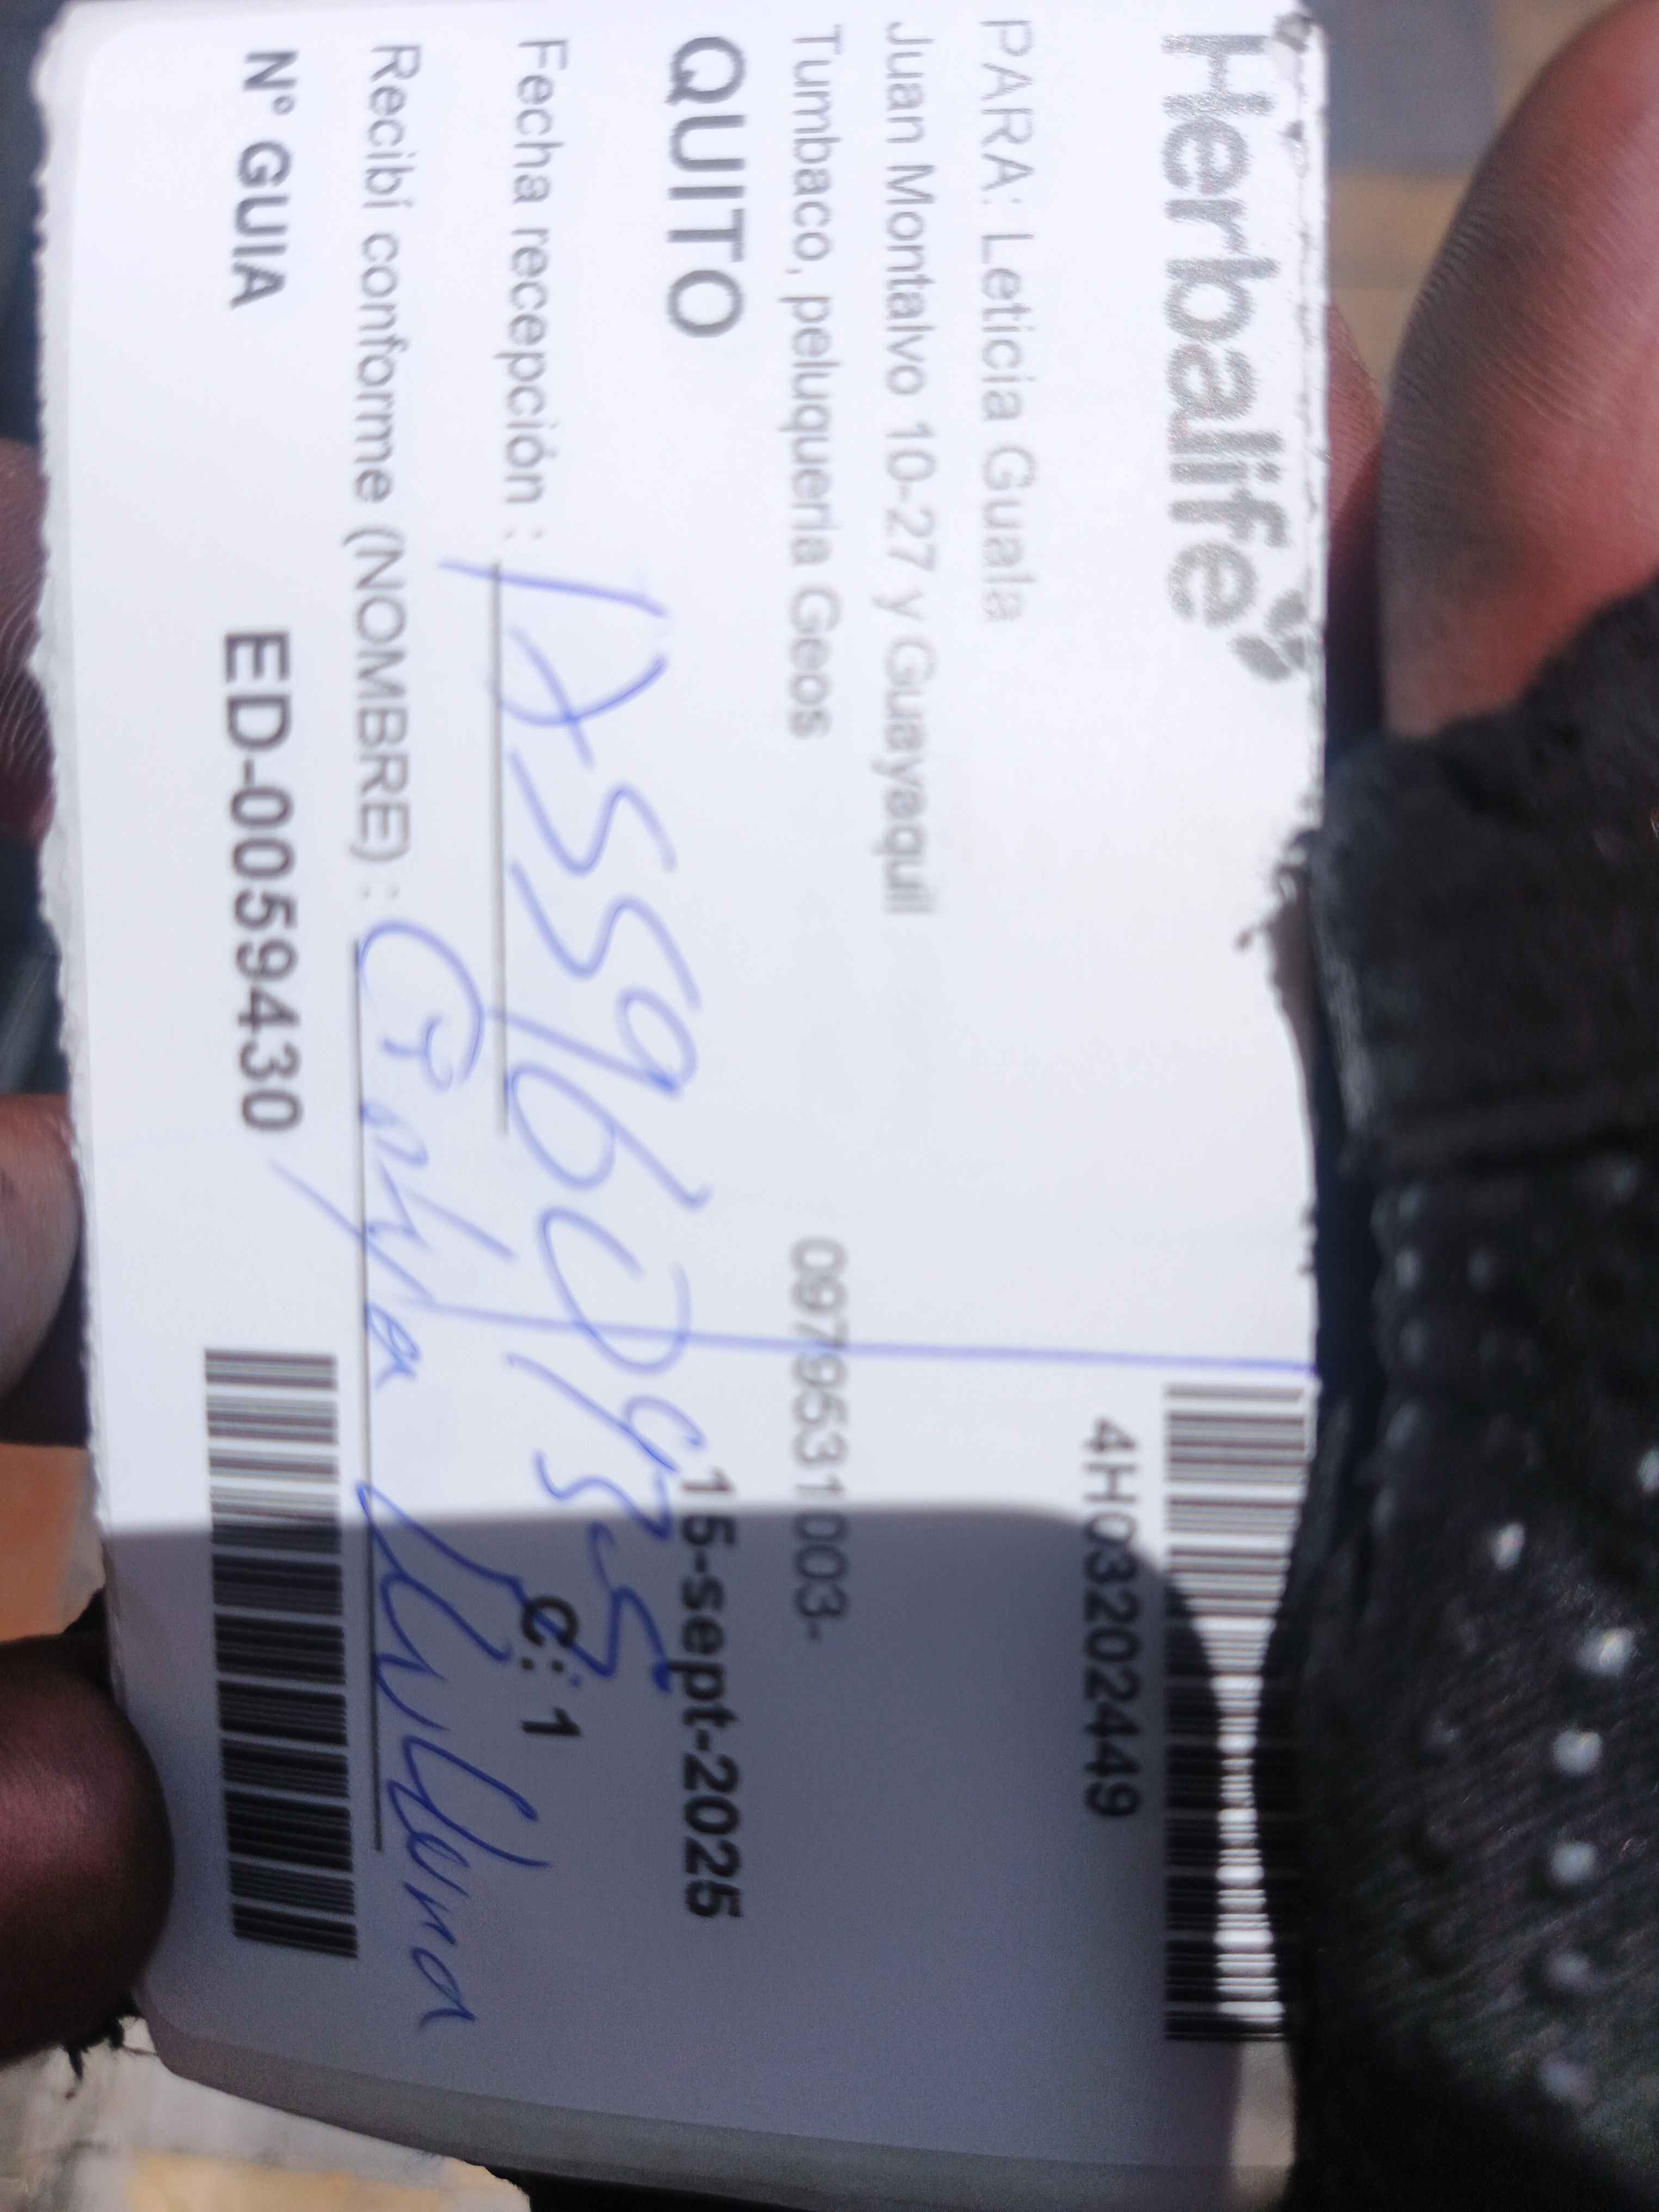 Herbalife
4H03202449
PARA: Leticia Guala
Juan Montalvo 10-27 y Guayaquil
Tumbaco, peluqueria Geos 0979531003-
QUITO 15-sept-2025
Fecha recepción :
C: 1
Recibí conforme (NOMBRE) :
N° GUIA ED-00594430